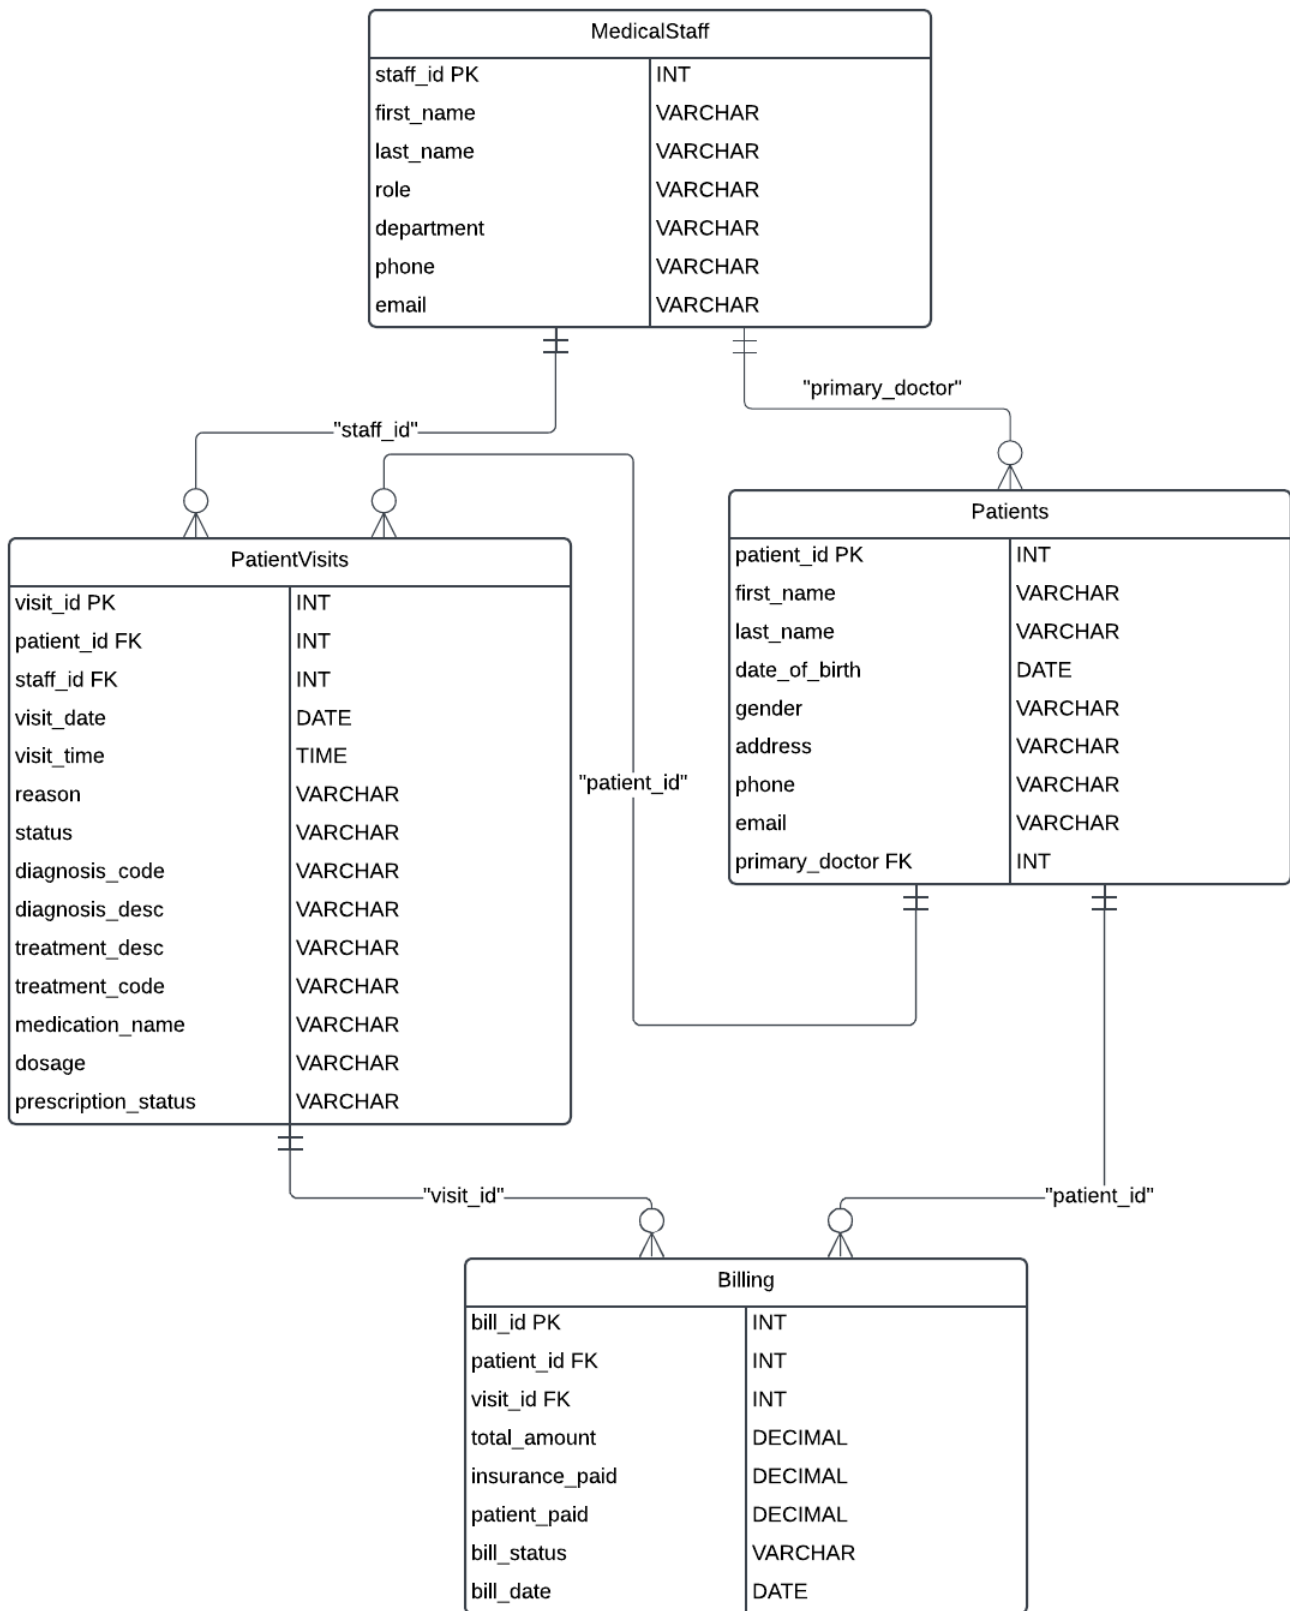 MedicalStaff
staff_id PK INT
first_name VARCHAR
last_name VARCHAR
role VARCHAR
department VARCHAR
phone VARCHAR
email VARCHAR
"primary_doctor"
"staff_id"
Patients
patient_id PK INT
first_name VARCHAR
last_name VARCHAR
date_of_birth DATE
gender VARCHAR
address VARCHAR
phone VARCHAR
email VARCHAR
primary_doctor FK INT
PatientVisits
visit_id PK INT
patient_id FK INT
staff_id FK INT
visit_date DATE
visit_time TIME
reason VARCHAR
status VARCHAR
diagnosis_code VARCHAR
diagnosis_desc VARCHAR
treatment_desc VARCHAR
treatment_code VARCHAR
medication_name VARCHAR
dosage VARCHAR
prescription_status VARCHAR
"patient_id"
"visit_id"
"patient_id"
Billing
bill_id PK INT
patient_id FK INT
visit_id FK INT
total_amount DECIMAL
insurance_paid DECIMAL
patient_paid DECIMAL
bill_status VARCHAR
bill_date DATE